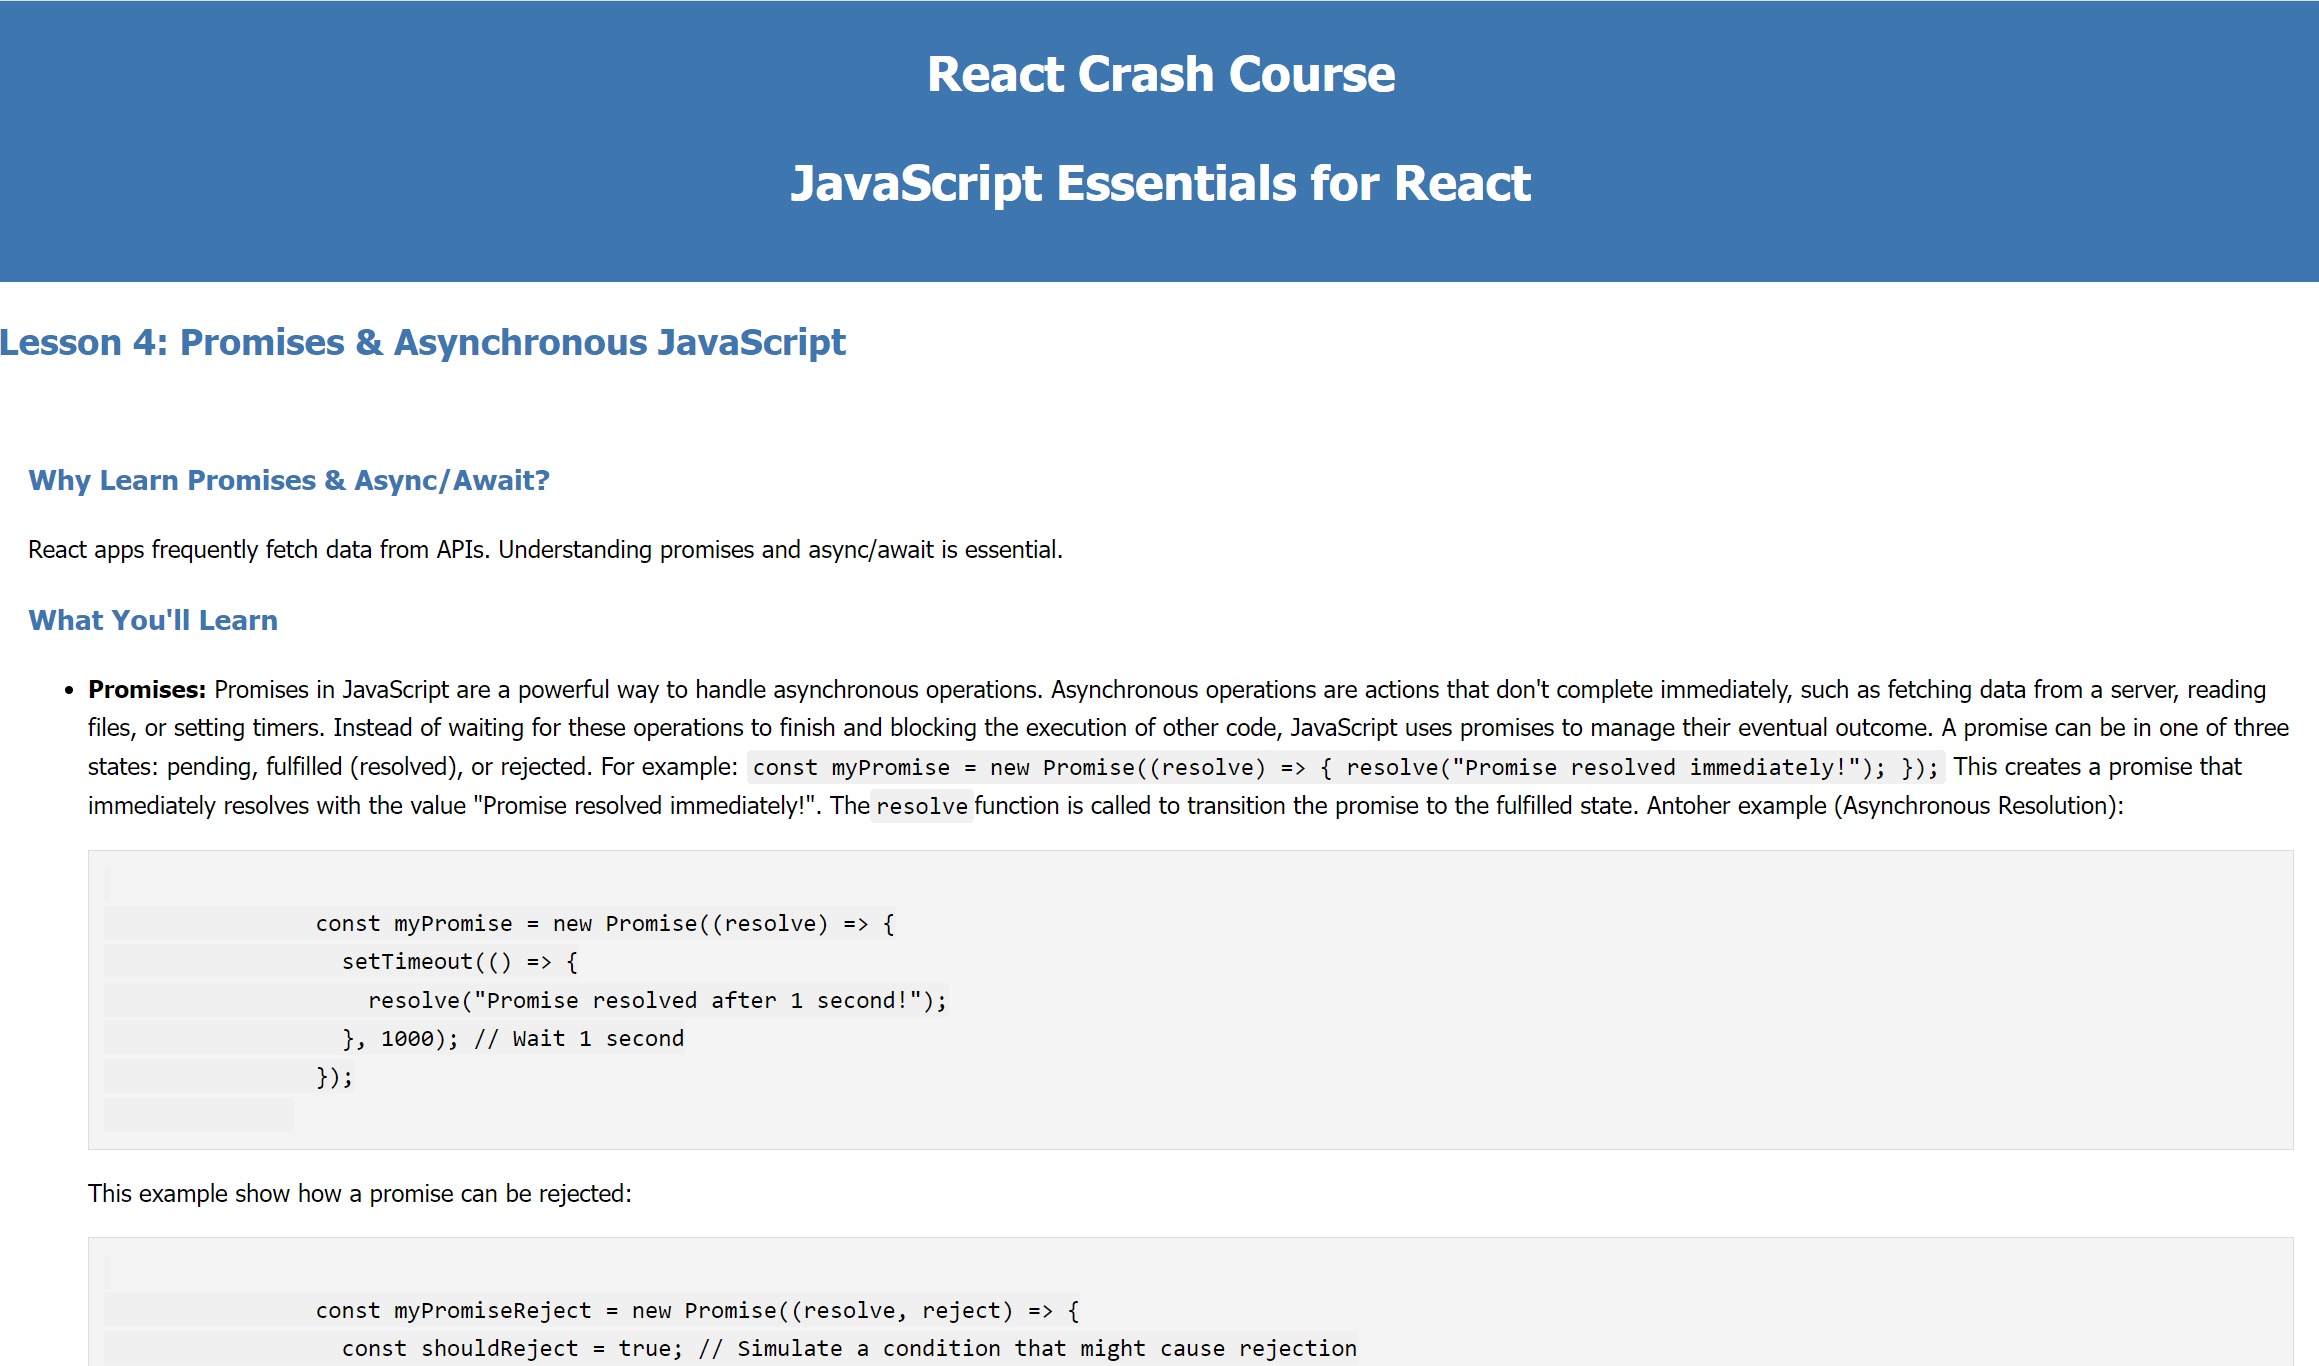 React Crash Course
JavaScript Essentials for React
Lesson 4: Promises & Asynchronous JavaScript
Why Learn Promises & Async/Await?
React apps frequently fetch data from APIs. Understanding promises and async/await is essential.
What You'll Learn
• Promises: Promises in JavaScript are a powerful way to handle asynchronous operations. Asynchronous operations are actions that don't complete immediately, such as fetching data from a server, reading
files, or setting timers. Instead of waiting for these operations to finish and blocking the execution of other code, JavaScript uses promises to manage their eventual outcome. A promise can be in one of three
states: pending, fulfilled (resolved), or rejected. For example: const myPromise = new Promise((resolve) => { resolve("Promise resolved immediately!"); }); This creates a promise that
immediately resolves with the value "Promise resolved immediately!". The resolve function is called to transition the promise to the fulfilled state. Antoher example (Asynchronous Resolution):
const myPromise = new Promise((resolve) => {
setTimeout(() => {
resolve("Promise resolved after 1 second!");
}, 1000); // Wait 1 second
});
This example show how a promise can be rejected:
const myPromiseReject = new Promise((resolve, reject) => {
const shouldReject = true; // Simulate a condition that might cause rejection